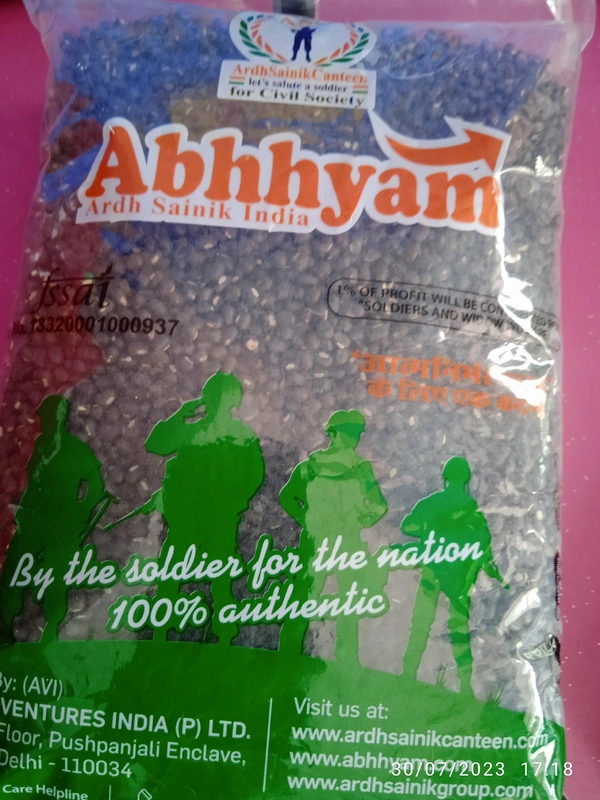 ArdhSainikCanteen
let's salute a soldier
for Civil Society
Abhhyam
Ardh Sainik India
fssai
No. 13320001000937
1% OF PROFIT WILL BE
"SOLDIERS AND WIDOW
के लिए एक कदम
By the soldier for the nation
100% authentic
By: (AVI)
VENTURES INDIA (P) LTD.
Floor, Pushpanjali Enclave,
Delhi - 110034
Care Helpline
Visit us at:
www.ardhsainikcanteen.com
www.abhhyam.com
www.ardhsainikgroup.com
30/07/2023 17:18